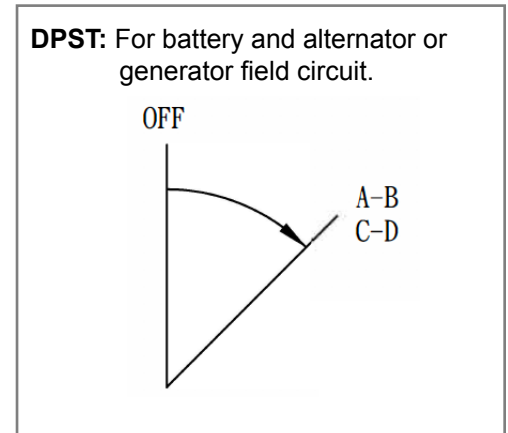 DPST: For battery and alternator or
generator field circuit.
OFF
A-B
C-D